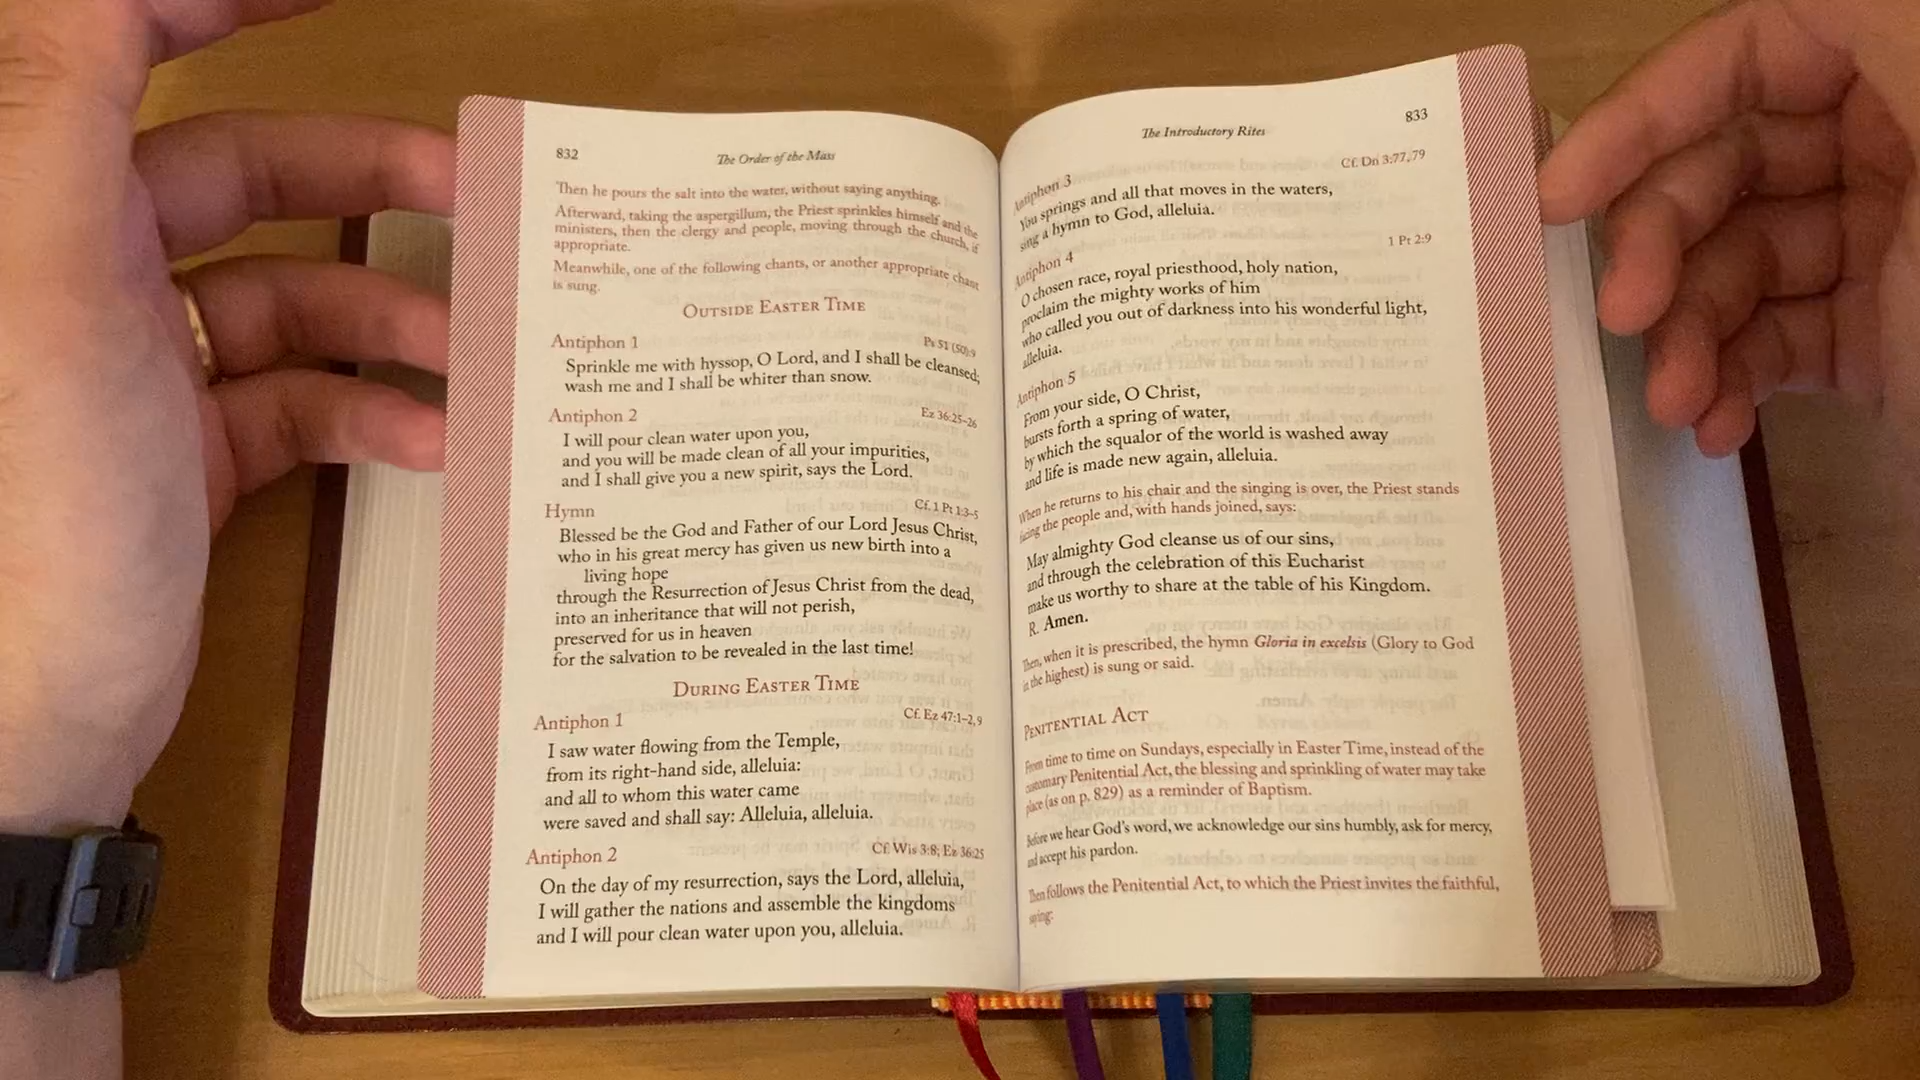 832
The Order of the Mass
Then he pours the salt into the water, without saying anything.
Afterward, taking the aspergillum, the Priest sprinkles himself and the
ministers, then the clergy and people, moving through the church, if
appropriate.
Meanwhile, one of the following chants, or another appropriate chant
is sung.
OUTSIDE EASTER TIME
Antiphon 1
Ps 51 (50):9
Sprinkle me with hyssop, O Lord, and I shall be cleansed;
wash me and I shall be whiter than snow.
Antiphon 2
Ez 36:25-26
I will pour clean water upon you,
and you will be made clean of all your impurities,
and I shall give you a new spirit, says the Lord.
Hymn
Cf. 1 Pt 1:3-5
Blessed be the God and Father of our Lord Jesus Christ,
who in his great mercy has given us new birth into a
living hope
through the Resurrection of Jesus Christ from the dead,
into an inheritance that will not perish,
preserved for us in heaven
for the salvation to be revealed in the last time!
DURING EASTER TIME
Antiphon 1
Cf. Ez 47:1-2,9
I saw water flowing from the Temple,
from its right-hand side, alleluia:
and all to whom this water came
were saved and shall say: Alleluia, alleluia.
Antiphon 2
Cf. Wis 3:8; Ez 36:25
On the day of my resurrection, says the Lord, alleluia,
I will gather the nations and assemble the kingdoms
and I will pour clean water upon you, alleluia.
The Introductory Rites
833
Antiphon 3
Cf. Dn 3:77,79
You springs and all that moves in the waters,
sing a hymn to God, alleluia.
Antiphon 4
1 Pt 2:9
O chosen race, royal priesthood, holy nation,
proclaim the mighty works of him
who called you out of darkness into his wonderful light,
alleluia.
Antiphon 5
From your side, O Christ,
bursts forth a spring of water,
by which the squalor of the world is washed away
and life is made new again, alleluia.
When he returns to his chair and the singing is over, the Priest stands
facing the people and, with hands joined, says:
May almighty God cleanse us of our sins,
and through the celebration of this Eucharist
make us worthy to share at the table of his Kingdom.
R. Amen.
Then, when it is prescribed, the hymn Gloria in excelsis (Glory to God
in the highest) is sung or said.
PENITENTIAL ACT
From time to time on Sundays, especially in Easter Time, instead of the
customary Penitential Act, the blessing and sprinkling of water may take
place (as on p. 829) as a reminder of Baptism.
Before we hear God's word, we acknowledge our sins humbly, ask for mercy,
and accept his pardon.
Then follows the Penitential Act, to which the Priest invites the faithful,
saying: